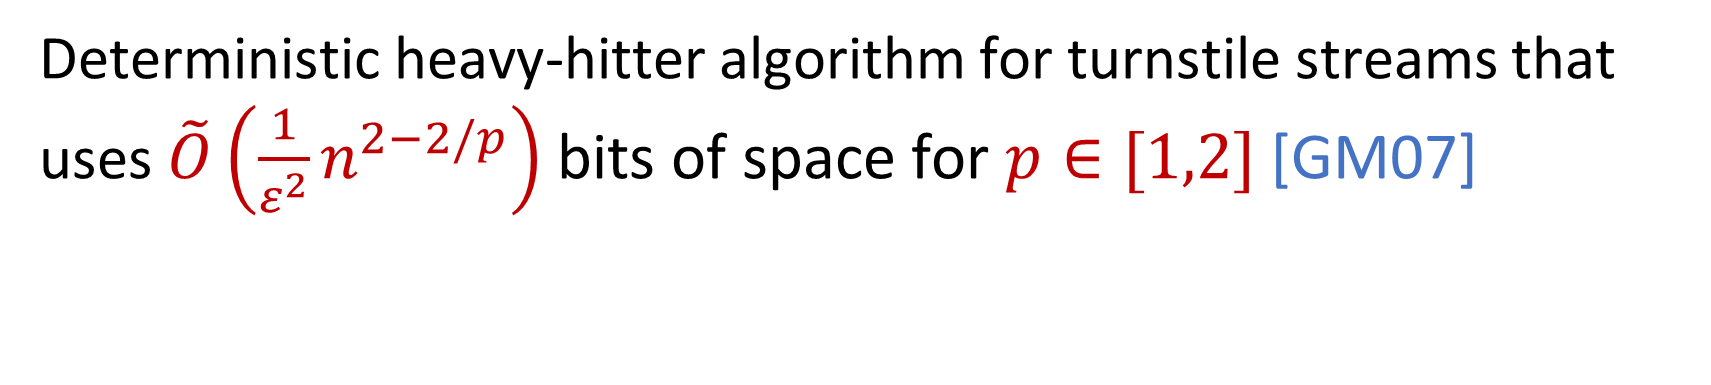 Deterministic heavy-hitter algorithm for turnstile streams that
uses Õ(1/ε² n^{2−2/p}) bits of space for p ∈ [1,2] [GM07]